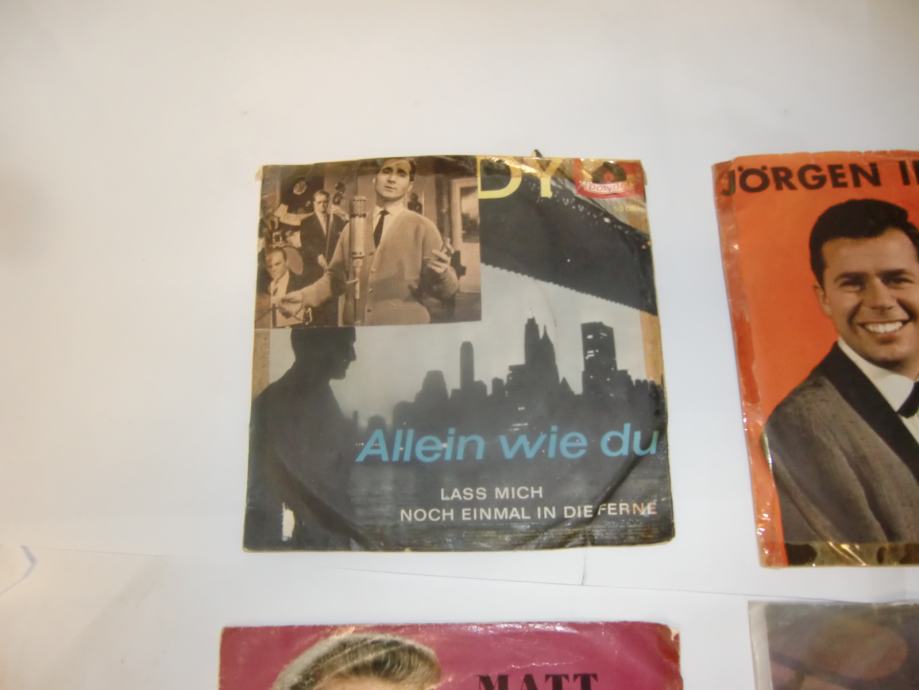 DY
Polydor
JÖRGEN I
Allein wie du
LASS MICH
NOCH EINMAL IN DIE FERNE
MATT